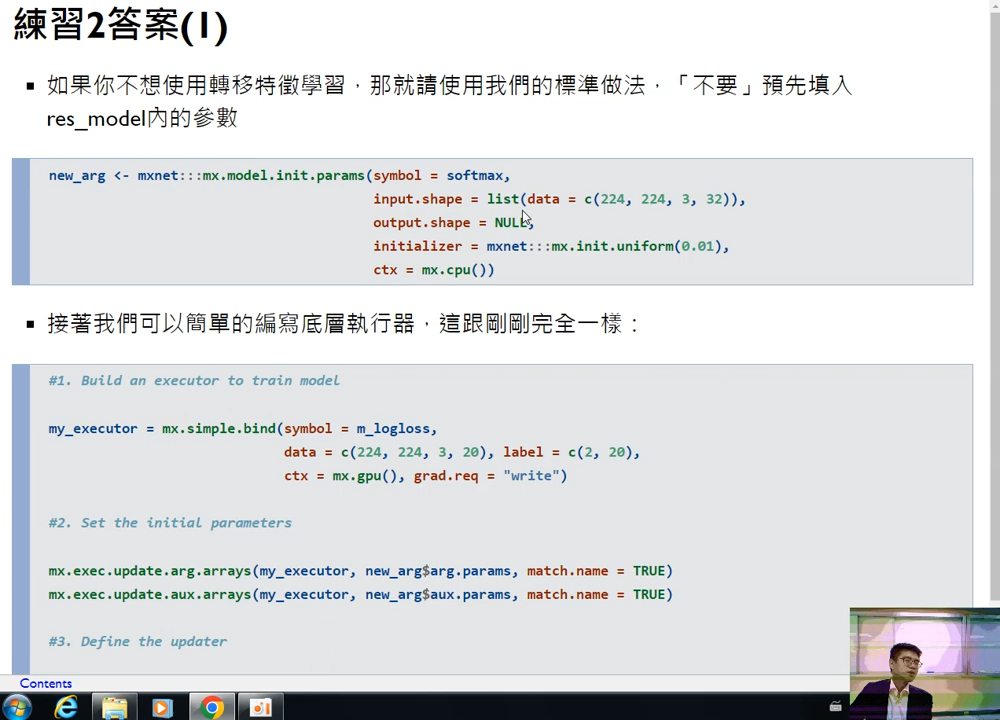 練習2答案(1)
▪ 如果你不想使用轉移特徵學習，那就請使用我們的標準做法，「不要」預先填入
res_model內的參數
new_arg <- mxnet:::mx.model.init.params(symbol = softmax,
input.shape = list(data = c(224, 224, 3, 32)),
output.shape = NULL,
initializer = mxnet:::mx.init.uniform(0.01),
ctx = mx.cpu())
▪ 接著我們可以簡單的編寫底層執行器，這跟剛剛完全一樣：
#1. Build an executor to train model
my_executor = mx.simple.bind(symbol = m_logloss,
data = c(224, 224, 3, 20), label = c(2, 20),
ctx = mx.gpu(), grad.req = "write")
#2. Set the initial parameters
mx.exec.update.arg.arrays(my_executor, new_arg$arg.params, match.name = TRUE)
mx.exec.update.aux.arrays(my_executor, new_arg$aux.params, match.name = TRUE)
#3. Define the updater
Contents